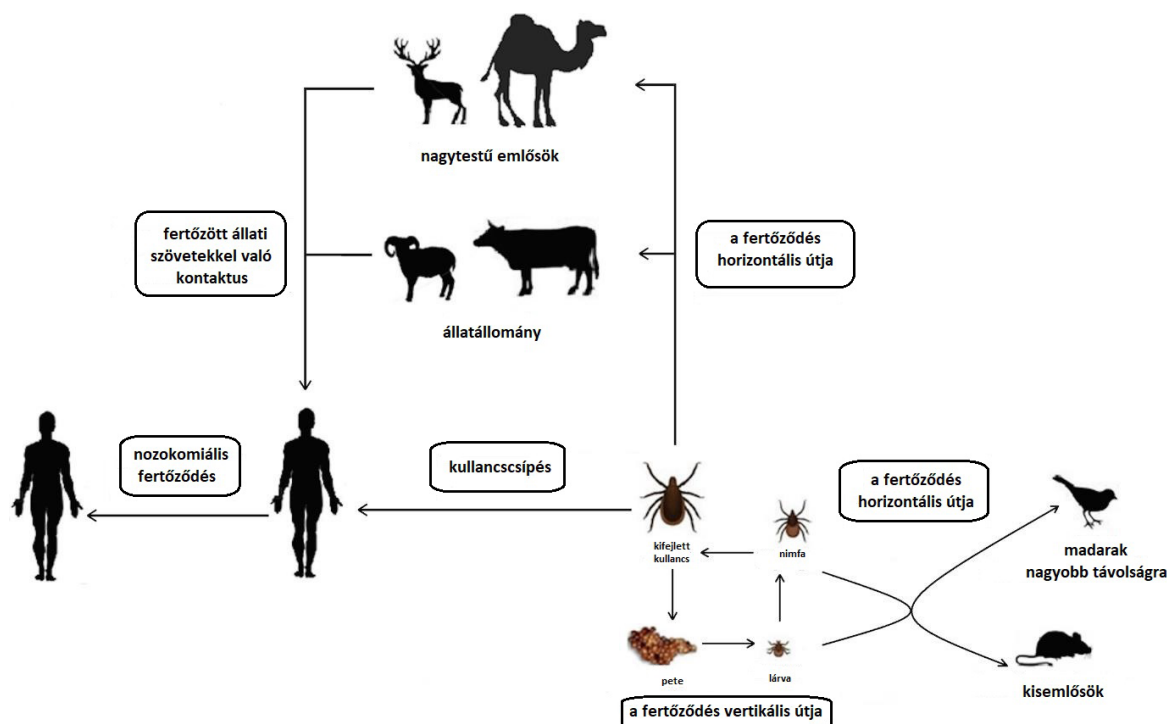 nagytestű emlősök
fertőzött állati
szövetekkel való
kontaktus
a fertőződés
horizontális útja
állatállomány
nozokomiális
fertőződés
kullancscsípés
a fertőződés
horizontális útja
kifejlett
kullancs
nimfa
madarak
nagyobb távolságra
pete
lárva
kisemlősök
a fertőződés vertikális útja